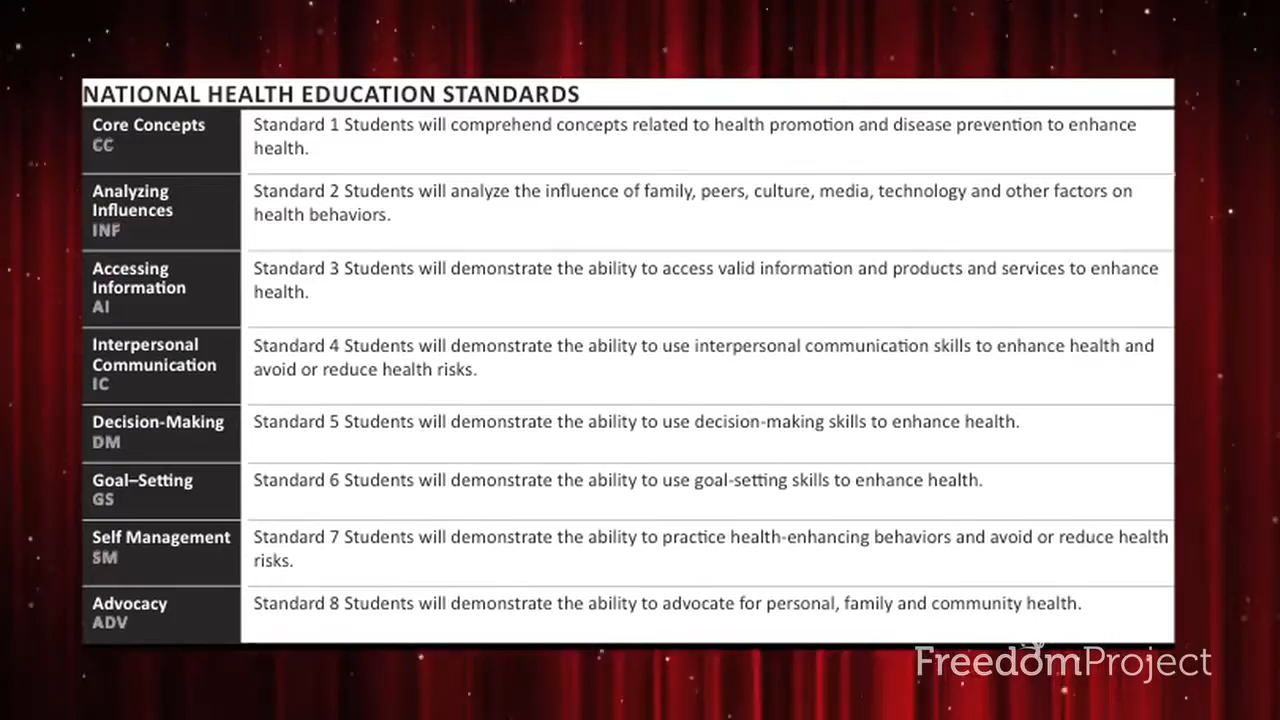 NATIONAL HEALTH EDUCATION STANDARDS
Core Concepts
CC
Standard 1 Students will comprehend concepts related to health promotion and disease prevention to enhance
health.
Analyzing
Influences
INF
Standard 2 Students will analyze the influence of family, peers, culture, media, technology and other factors on
health behaviors.
Accessing
Information
AI
Standard 3 Students will demonstrate the ability to access valid information and products and services to enhance
health.
Interpersonal
Communication
IC
Standard 4 Students will demonstrate the ability to use interpersonal communication skills to enhance health and
avoid or reduce health risks.
Decision-Making
DM
Standard 5 Students will demonstrate the ability to use decision-making skills to enhance health.
Goal–Setting
GS
Standard 6 Students will demonstrate the ability to use goal-setting skills to enhance health.
Self Management
SM
Standard 7 Students will demonstrate the ability to practice health-enhancing behaviors and avoid or reduce health
risks.
Advocacy
ADV
Standard 8 Students will demonstrate the ability to advocate for personal, family and community health.
FreedomProject